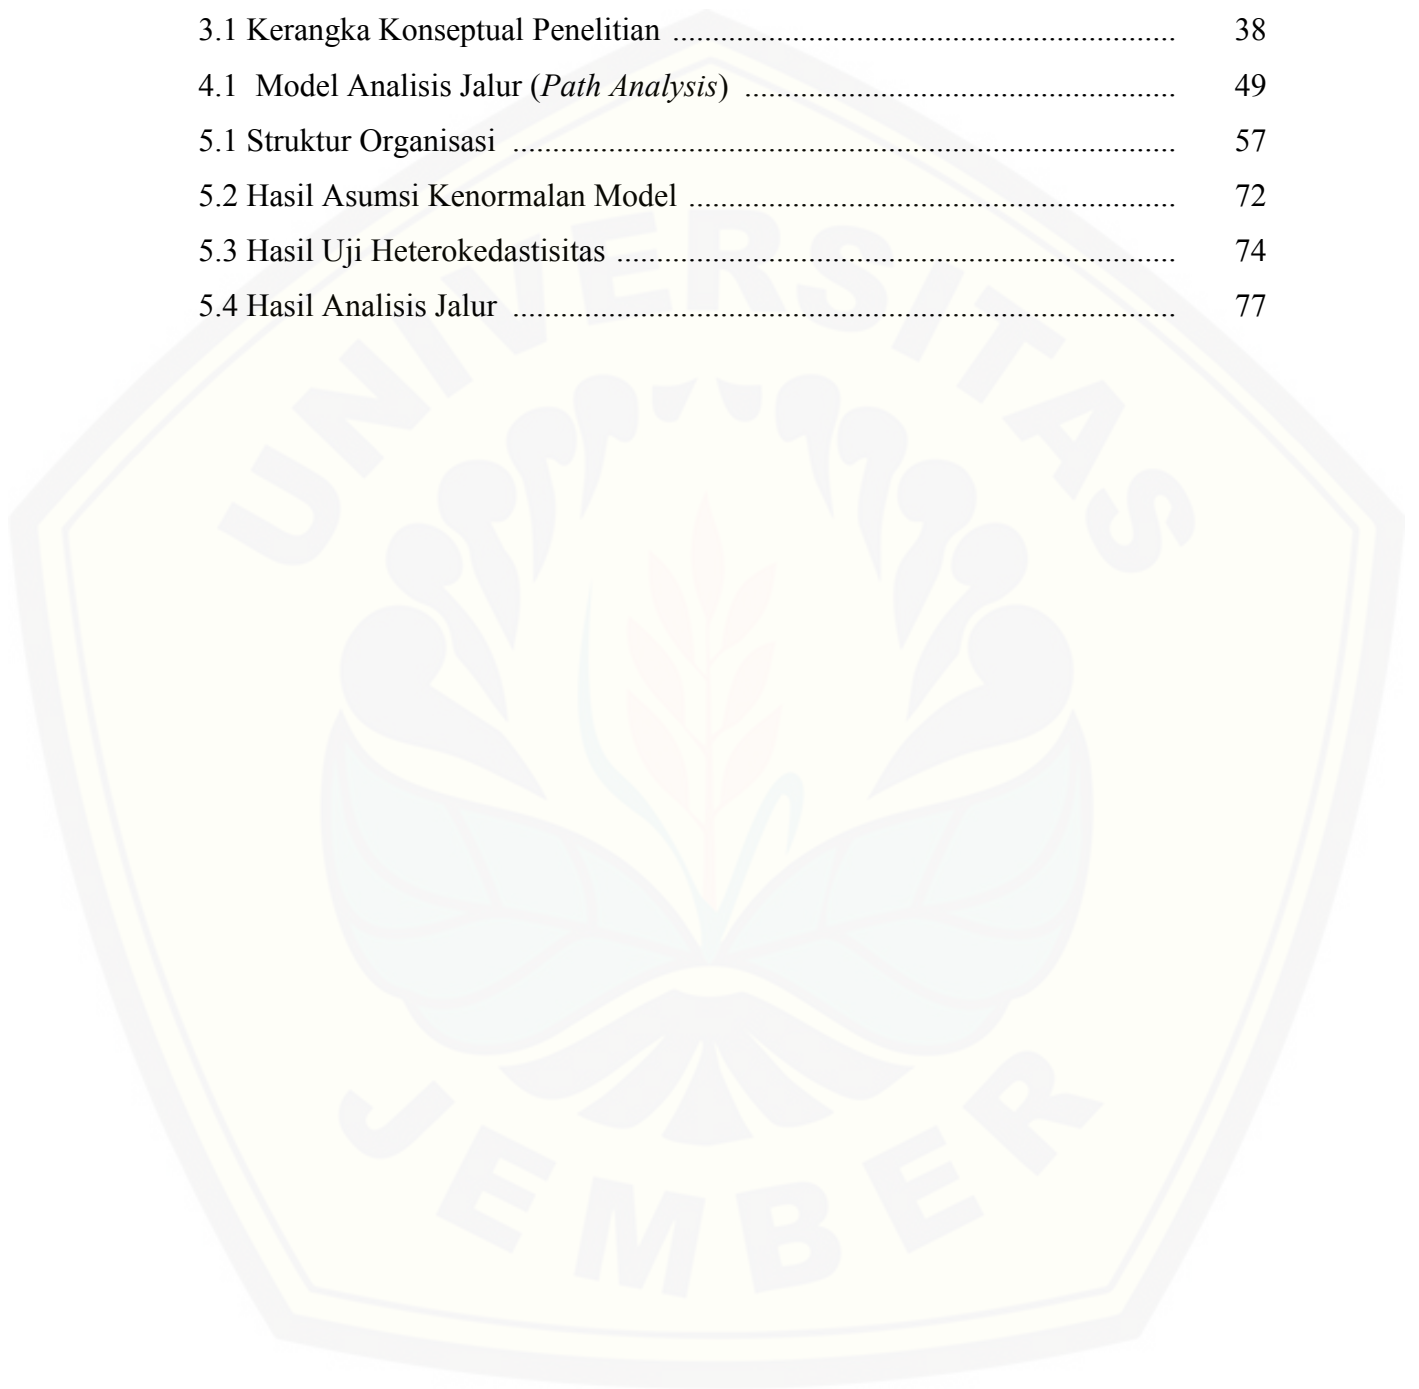 3.1 Kerangka Konseptual Penelitian ................................................................ 38
4.1 Model Analisis Jalur (Path Analysis) ....................................................... 49
5.1 Struktur Organisasi .................................................................................... 57
5.2 Hasil Asumsi Kenormalan Model .............................................................. 72
5.3 Hasil Uji Heterokedastisitas ....................................................................... 74
5.4 Hasil Analisis Jalur .................................................................................... 77
UNIVERSITAS
JEMBER